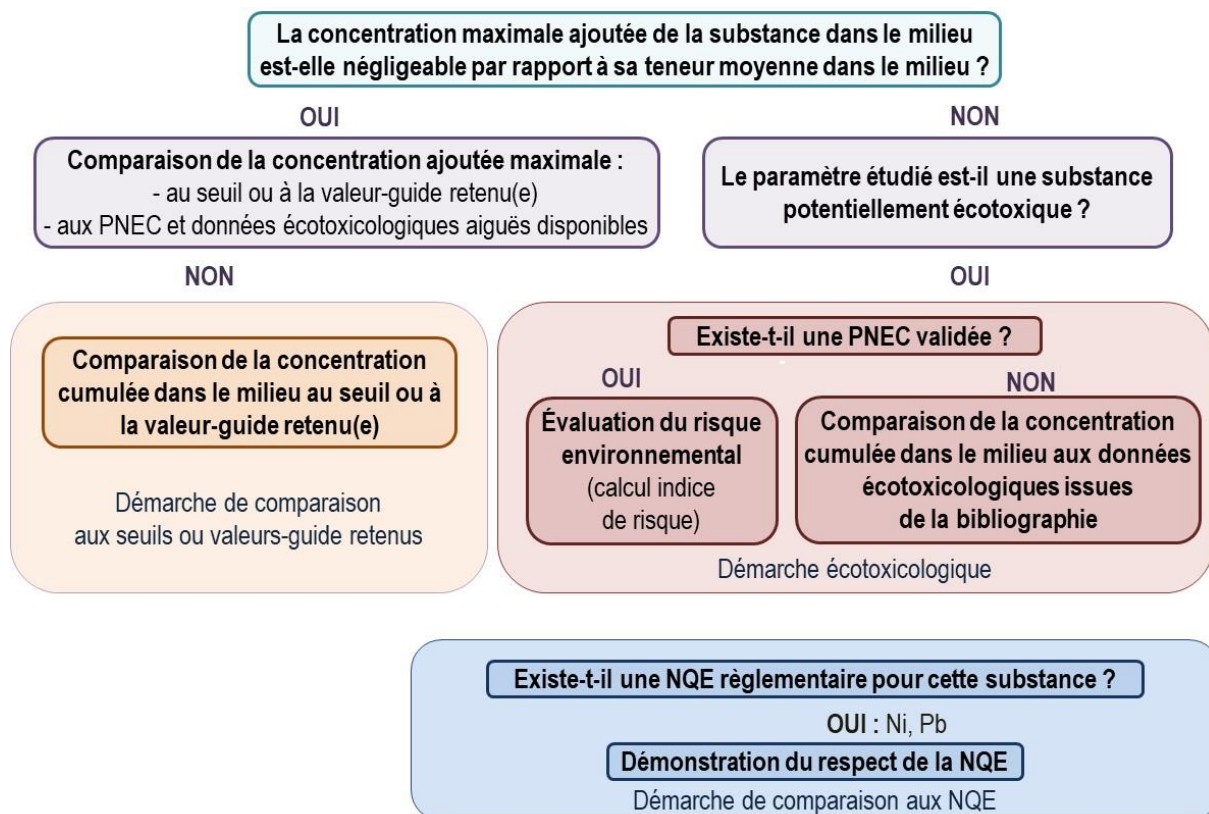 La concentration maximale ajoutée de la substance dans le milieu
est-elle négligeable par rapport à sa teneur moyenne dans le milieu ?
OUI
NON
Comparaison de la concentration ajoutée maximale :
- au seuil ou à la valeur-guide retenu(e)
- aux PNEC et données écotoxicologiques aiguës disponibles
Le paramètre étudié est-il une substance
potentiellement écotoxique ?
NON
OUI
Comparaison de la concentration
cumulée dans le milieu au seuil ou à
la valeur-guide retenu(e)
Démarche de comparaison
aux seuils ou valeurs-guide retenus
Existe-t-il une PNEC validée ?
OUI
NON
Évaluation du risque
environnemental
(calcul indice
de risque)
Comparaison de la concentration
cumulée dans le milieu aux données
écotoxicologiques issues
de la bibliographie
Démarche écotoxicologique
Existe-t-il une NQE règlementaire pour cette substance ?
OUI : Ni, Pb
Démonstration du respect de la NQE
Démarche de comparaison aux NQE